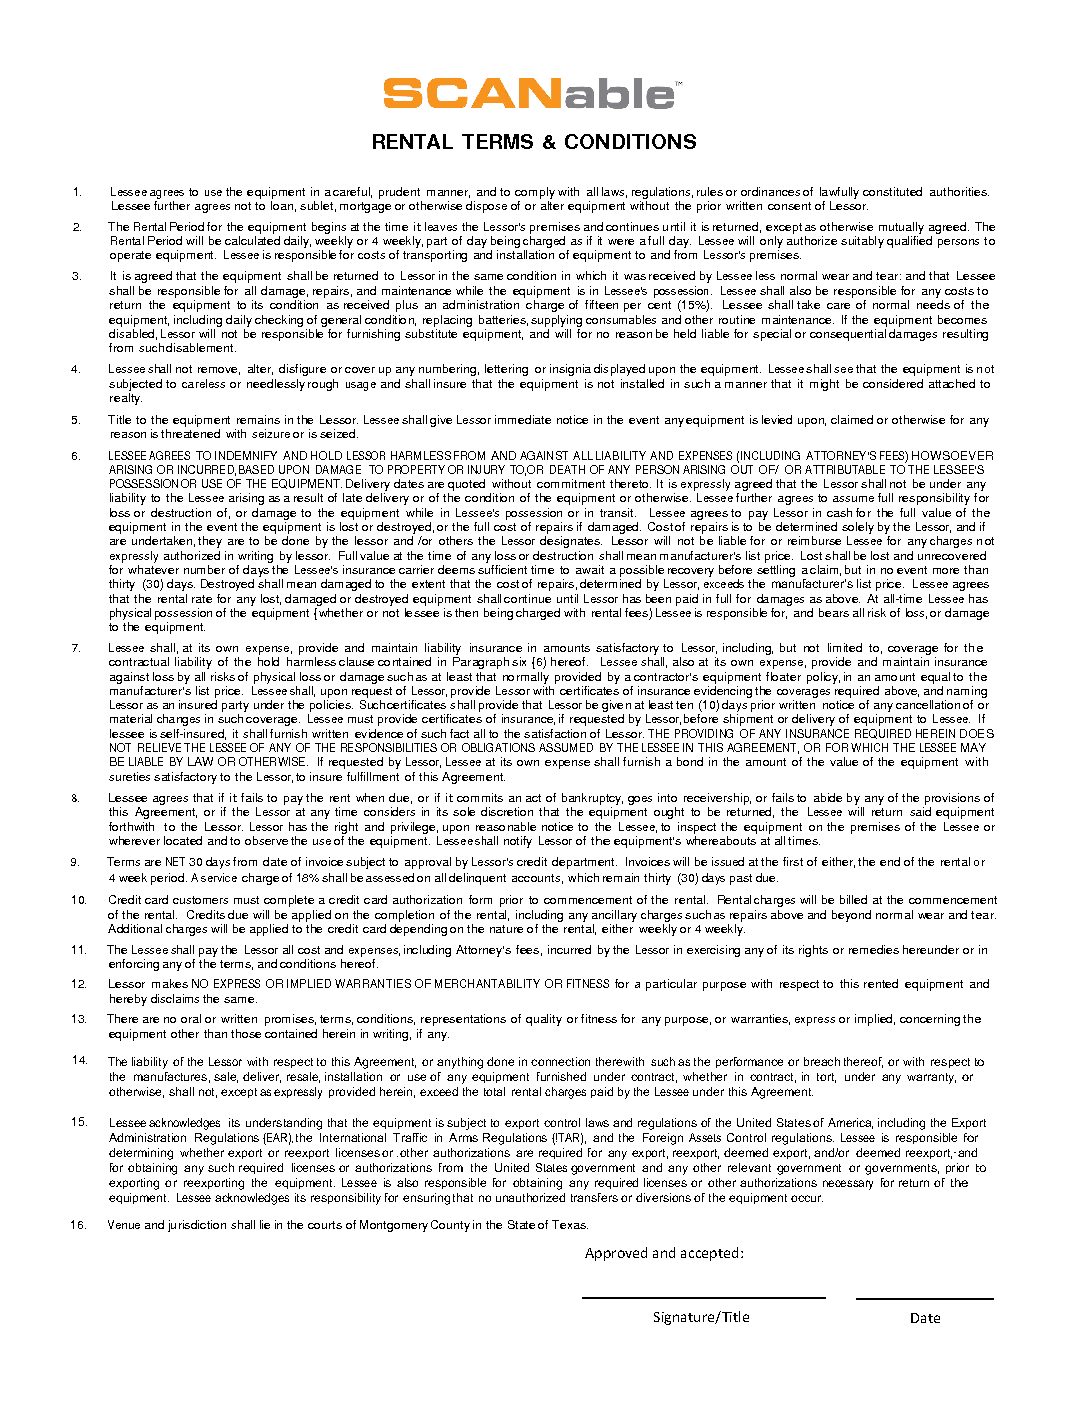 SCANable™
RENTAL TERMS & CONDITIONS
1. Lessee agrees to use the equipment in a careful, prudent manner, and to comply with all laws, regulations, rules or ordinances of lawfully constituted authorities.
Lessee further agrees not to loan, sublet, mortgage or otherwise dispose of or alter equipment without the prior written consent of Lessor.
2. The Rental Period for the equipment begins at the time it leaves the Lessor's premises and continues until it is returned, except as otherwise mutually agreed. The
Rental Period will be calculated daily, weekly or 4 weekly, part of day being charged as if it were a full day. Lessee will only authorize suitably qualified persons to
operate equipment. Lessee is responsible for costs of transporting and installation of equipment to and from Lessor's premises.
3. It is agreed that the equipment shall be returned to Lessor in the same condition in which it was received by Lessee less normal wear and tear: and that Lessee
shall be responsible for all damage, repairs, and maintenance while the equipment is in Lessee's possession. Lessee shall also be responsible for any costs to
return the equipment to its condition as received plus an administration charge of fifteen per cent (15%). Lessee shall take care of normal needs of the
equipment, including daily checking of general condition, replacing batteries, supplying consumables and other routine maintenance. If the equipment becomes
disabled, Lessor will not be responsible for furnishing substitute equipment, and will for no reason be held liable for special or consequential damages resulting
from such disablement.
4. Lessee shall not remove, alter, disfigure or cover up any numbering, lettering or insignia displayed upon the equipment. Lessee shall see that the equipment is not
subjected to careless or needlessly rough usage and shall insure that the equipment is not installed in such a manner that it might be considered attached to
realty.
5. Title to the equipment remains in the Lessor. Lessee shall give Lessor immediate notice in the event any equipment is levied upon, claimed or otherwise for any
reason is threatened with seizure or is seized.
6. LESSEE AGREES TO INDEMNIFY AND HOLD LESSOR HARMLESS FROM AND AGAINST ALL LIABILITY AND EXPENSES (INCLUDING ATTORNEY'S FEES) HOWSOEVER
ARISING OR INCURRED, BASED UPON DAMAGE TO PROPERTY OR INJURY TO, OR DEATH OF ANY PERSON ARISING OUT OF/ OR ATTRIBUTABLE TO THE LESSEE'S
POSSESSION OR USE OF THE EQUIPMENT. Delivery dates are quoted without commitment thereto. It is expressly agreed that the Lessor shall not be under any
liability to the Lessee arising as a result of late delivery or of the condition of the equipment or otherwise. Lessee further agrees to assume full responsibility for
loss or destruction of, or damage to the equipment while in Lessee's possession or in transit. Lessee agrees to pay Lessor in cash for the full value of
equipment in the event the equipment is lost or destroyed, or the full cost of repairs if damaged. Cost of repairs is to be determined solely by the Lessor, and if
are undertaken, they are to be done by the lessor and /or others the Lessor designates. Lessor will not be liable for or reimburse Lessee for any charges not
expressly authorized in writing by lessor. Full value at the time of any loss or destruction shall mean manufacturer's list price. Lost shall be lost and unrecovered
for whatever number of days the Lessee's insurance carrier deems sufficient time to await a possible recovery before settling a claim, but in no event more than
thirty (30) days. Destroyed shall mean damaged to the extent that the cost of repairs, determined by Lessor, exceeds the manufacturer's list price. Lessee agrees
that the rental rate for any lost, damaged or destroyed equipment shall continue until Lessor has been paid in full for damages as above. At all-time Lessee has
physical possession of the equipment {whether or not lessee is then being charged with rental fees) Lessee is responsible for, and bears all risk of loss, or damage
to the equipment.
7. Lessee shall, at its own expense, provide and maintain liability insurance in amounts satisfactory to Lessor, including, but not limited to, coverage for the
contractual liability of the hold harmless clause contained in Paragraph six {6) hereof. Lessee shall, also at its own expense, provide and maintain insurance
against loss by all risks of physical loss or damage such as at least that normally provided by a contractor's equipment floater policy, in an amount equal to the
manufacturer's list price. Lessee shall, upon request of Lessor, provide Lessor with certificates of insurance evidencing the coverages required above, and naming
Lessor as an insured party under the policies. Such certificates shall provide that Lessor be given at least ten (10) days prior written notice of any cancellation of or
material changes in such coverage. Lessee must provide certificates of insurance, if requested by Lessor, before shipment or delivery of equipment to Lessee. If
lessee is self-insured, it shall furnish written evidence of such fact all to the satisfaction of Lessor. THE PROVIDING OF ANY INSURANCE REQUIRED HEREIN DOES
NOT RELIEVE THE LESSEE OF ANY OF THE RESPONSIBILITIES OR OBLIGATIONS ASSUMED BY THE LESSEE IN THIS AGREEMENT, OR FOR WHICH THE LESSEE MAY
BE LIABLE BY LAW OR OTHERWISE. If requested by Lessor, Lessee at its own expense shall furnish a bond in the amount of the value of the equipment with
sureties satisfactory to the Lessor, to insure fulfillment of this Agreement.
8. Lessee agrees that if it fails to pay the rent when due, or if it commits an act of bankruptcy, goes into receivership, or fails to abide by any of the provisions of
this Agreement, or if the Lessor at any time considers in its sole discretion that the equipment ought to be returned, the Lessee will return said equipment
forthwith to the Lessor. Lessor has the right and privilege, upon reasonable notice to the Lessee, to inspect the equipment on the premises of the Lessee or
wherever located and to observe the use of the equipment. Lessee shall notify Lessor of the equipment's whereabouts at all times.
9. Terms are NET 30 days from date of invoice subject to approval by Lessor's credit department. Invoices will be issued at the first of either, the end of the rental or
4 week period. A service charge of 18% shall be assessed on all delinquent accounts, which remain thirty (30) days past due.
10. Credit card customers must complete a credit card authorization form prior to commencement of the rental. Rental charges will be billed at the commencement
of the rental. Credits due will be applied on the completion of the rental, including any ancillary charges such as repairs above and beyond normal wear and tear.
Additional charges will be applied to the credit card depending on the nature of the rental, either weekly or 4 weekly.
11. The Lessee shall pay the Lessor all cost and expenses, including Attorney's fees, incurred by the Lessor in exercising any of its rights or remedies hereunder or in
enforcing any of the terms, and conditions hereof.
12. Lessor makes NO EXPRESS OR IMPLIED WARRANTIES OF MERCHANTABILITY OR FITNESS for a particular purpose with respect to this rented equipment and
hereby disclaims the same.
13. There are no oral or written promises, terms, conditions, representations of quality or fitness for any purpose, or warranties, express or implied, concerning the
equipment other than those contained herein in writing, if any.
14. The liability of the Lessor with respect to this Agreement, or anything done in connection therewith such as the performance or breach thereof, or with respect to
the manufactures, sale, deliver, resale, installation or use of any equipment furnished under contract, whether in contract, in tort, under any warranty, or
otherwise, shall not, except as expressly provided herein, exceed the total rental charges paid by the Lessee under this Agreement.
15. Lessee acknowledges its understanding that the equipment is subject to export control laws and regulations of the United States of America, including the Export
Administration Regulations {EAR), the International Traffic in Arms Regulations {ITAR), and the Foreign Assets Control regulations. Lessee is responsible for
determining whether export or reexport licenses or .other authorizations are required for any export, reexport, deemed export, and/or deemed reexport,·and
for obtaining any such required licenses or authorizations from the United States government and any other relevant government or governments, prior to
exporting or reexporting the equipment. Lessee is also responsible for obtaining any required licenses or other authorizations necessary for return of the
equipment. Lessee acknowledges its responsibility for ensuring that no unauthorized transfers or diversions of the equipment occur.
16. Venue and jurisdiction shall lie in the courts of Montgomery County in the State of Texas.
Approved and accepted:
Signature/Title Date